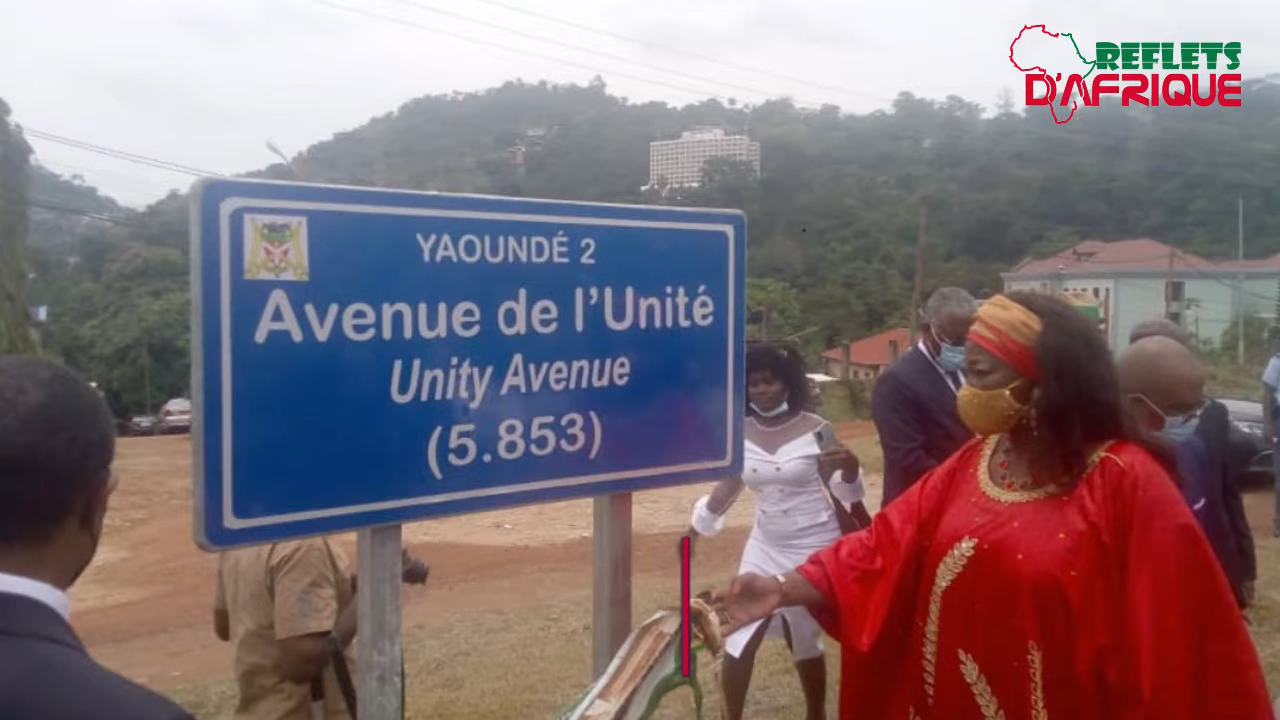 REFLETS
D'AFRIQUE
YAOUNDÉ 2
Avenue de l'Unité
Unity Avenue
(5.853)